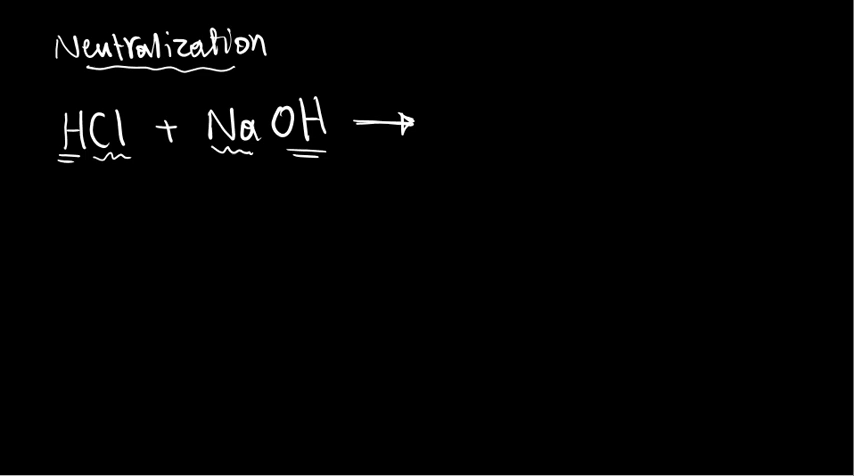 Neutralization
HCl + NaOH →